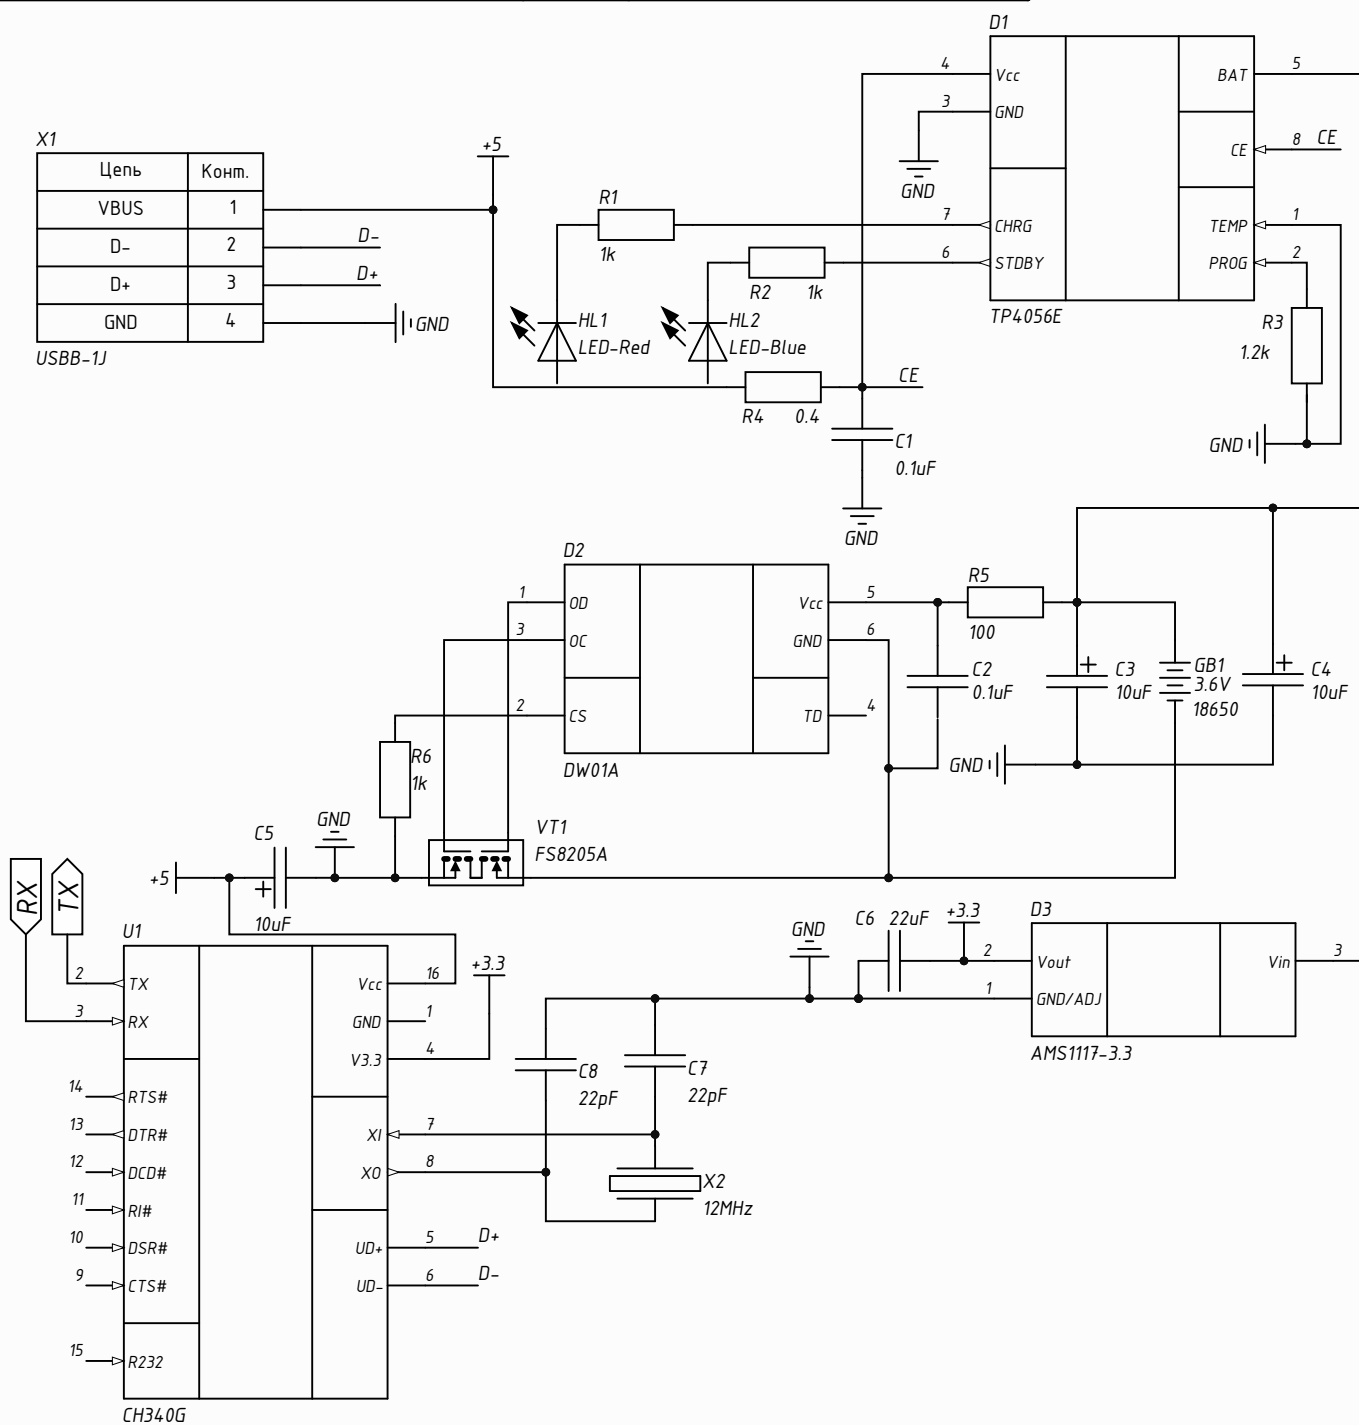 D1
4 Vcc BAT 5
3 GND
CE 8 CE
GND
7 CHRG TEMP 1
6 STDBY PROG 2
TP4056E
X1
Цепь Конт.
VBUS 1
D- 2 D-
D+ 3 D+
GND 4 GND
USBB-1J
+5
R1
1k
R2 1k
HL1
LED-Red
HL2
LED-Blue
R3
1.2k
R4 0.4
CE
C1
0.1uF
GND
GND
D2
1 OD Vcc 5
3 OC GND 6
2 CS TD 4
DW01A
R5
100
C2
0.1uF
C3
10uF
GB1
3.6V
18650
C4
10uF
GND
R6
1k
VT1
FS8205A
GND
C5
+5
10uF
RX
TX
U1
2 TX Vcc 16
3 RX GND 1
V3.3 4
+3.3
14 RTS#
13 DTR# XI 7
12 DCD# XO 8
11 RI#
10 DSR# UD+ 5 D+
9 CTS# UD- 6 D-
15 R232
CH340G
C8
22pF
C7
22pF
X2
12MHz
GND
C6 22uF
+3.3
D3
2 Vout Vin 3
1 GND/ADJ
AMS1117-3.3